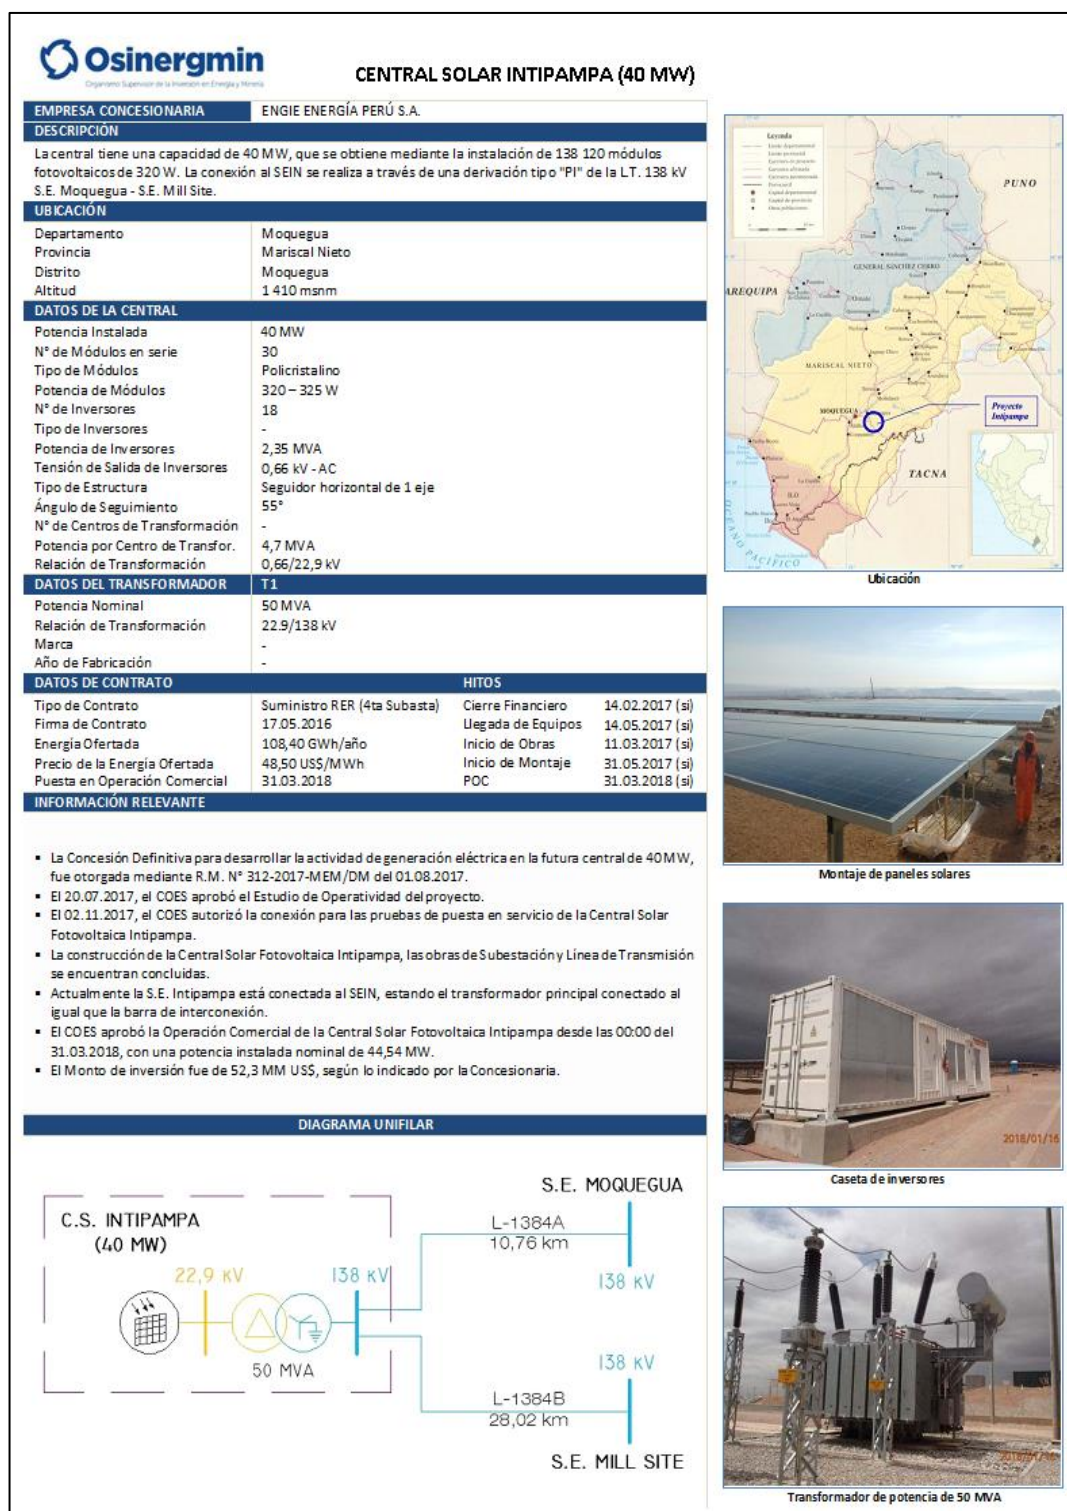 Osinergmin
Organismo Supervisor de la Inversión en Energía y Minería
CENTRAL SOLAR INTIPAMPA (40 MW)
EMPRESA CONCESIONARIA ENGIE ENERGÍA PERÚ S.A.
DESCRIPCIÓN
La central tiene una capacidad de 40 MW, que se obtiene mediante la instalación de 138 120 módulos
fotovoltaicos de 320 W. La conexión al SEIN se realiza a través de una derivación tipo "PI" de la L.T. 138 kV
S.E. Moquegua - S.E. Mill Site.
UBICACIÓN
Departamento Moquegua
Provincia Mariscal Nieto
Distrito Moquegua
Altitud 1 410 msnm
DATOS DE LA CENTRAL
Potencia Instalada 40 MW
N° de Módulos en serie 30
Tipo de Módulos Policristalino
Potencia de Módulos 320 – 325 W
N° de Inversores 18
Tipo de Inversores -
Potencia de Inversores 2,35 MVA
Tensión de Salida de Inversores 0,66 kV - AC
Tipo de Estructura Seguidor horizontal de 1 eje
Ángulo de Seguimiento 55°
N° de Centros de Transformación -
Potencia por Centro de Transfor. 4,7 MVA
Relación de Transformación 0,66/22,9 kV
DATOS DEL TRANSFORMADOR T1
Potencia Nominal 50 MVA
Relación de Transformación 22.9/138 kV
Marca -
Año de Fabricación -
DATOS DE CONTRATO HITOS
Tipo de Contrato Suministro RER (4ta Subasta) Cierre Financiero 14.02.2017 (si)
Firma de Contrato 17.05.2016 Llegada de Equipos 14.05.2017 (si)
Energía Ofertada 108,40 GWh/año Inicio de Obras 11.03.2017 (si)
Precio de la Energía Ofertada 48,50 US$/MWh Inicio de Montaje 31.05.2017 (si)
Puesta en Operación Comercial 31.03.2018 POC 31.03.2018 (si)
INFORMACIÓN RELEVANTE
▪ La Concesión Definitiva para desarrollar la actividad de generación eléctrica en la futura central de 40 MW,
fue otorgada mediante R.M. N° 312-2017-MEM/DM del 01.08.2017.
▪ El 20.07.2017, el COES aprobó el Estudio de Operatividad del proyecto.
▪ El 02.11.2017, el COES autorizó la conexión para las pruebas de puesta en servicio de la Central Solar
Fotovoltaica Intipampa.
▪ La construcción de la Central Solar Fotovoltaica Intipampa, las obras de Subestación y Línea de Transmisión
se encuentran concluidas.
▪ Actualmente la S.E. Intipampa está conectada al SEIN, estando el transformador principal conectado al
igual que la barra de interconexión.
▪ El COES aprobó la Operación Comercial de la Central Solar Fotovoltaica Intipampa desde las 00:00 del
31.03.2018, con una potencia instalada nominal de 44,54 MW.
▪ El Monto de inversión fue de 52,3 MM US$, según lo indicado por la Concesionaria.
DIAGRAMA UNIFILAR
C.S. INTIPAMPA
(40 MW)
22,9 kV
138 kV
50 MVA
S.E. MOQUEGUA
L-1384A
10,76 km
138 kV
138 kV
L-1384B
28,02 km
S.E. MILL SITE
Leyenda
PUNO
GENERAL SANCHEZ CERRO
AREQUIPA
MARISCAL NIETO
MOQUEGUA
Proyecto
Intipampa
TACNA
ILO
OCEANO PACÍFICO
Ubicación
Montaje de paneles solares
2018/01/16
Caseta de inversores
2018/01/16
Transformador de potencia de 50 MVA